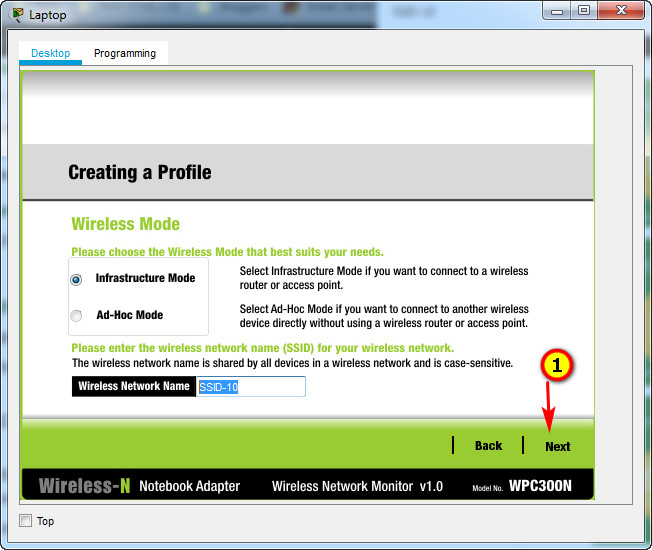 Laptop
Desktop Programming
Creating a Profile
Wireless Mode
Please choose the Wireless Mode that best suits your needs.
Infrastructure Mode
Select Infrastructure Mode if you want to connect to a wireless
router or access point.
Ad-Hoc Mode
Select Ad-Hoc Mode if you want to connect to another wireless
device directly without using a wireless router or access point.
Please enter the wireless network name (SSID) for your wireless network.
The wireless network name is shared by all devices in a wireless network and is case-sensitive.
Wireless Network Name SSID-10
1
Back Next
Wireless-N Notebook Adapter Wireless Network Monitor v1.0 Model No. WPC300N
Top